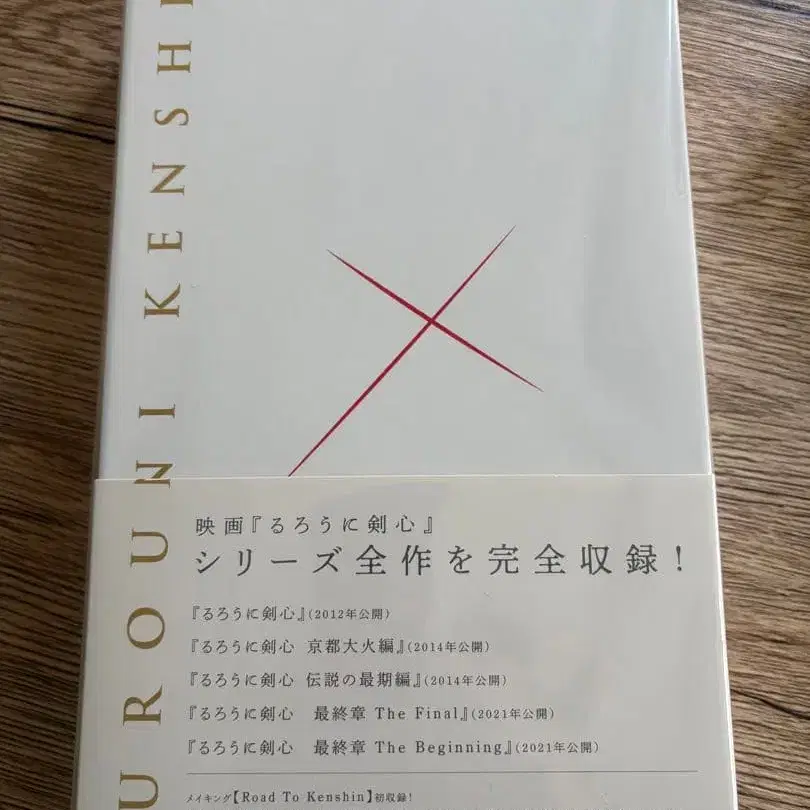 UROUNI KENSHI
映画『るろうに剣心』
シリーズ全作を完全収録!
『るろうに剣心』(2012年公開)
『るろうに剣心 京都大火編』(2014年公開)
『るろうに剣心 伝説の最期編』(2014年公開)
『るろうに剣心 最終章 The Final』(2021年公開)
『るろうに剣心 最終章 The Beginning』(2021年公開)
メイキング【Road To Kenshin】初収録!